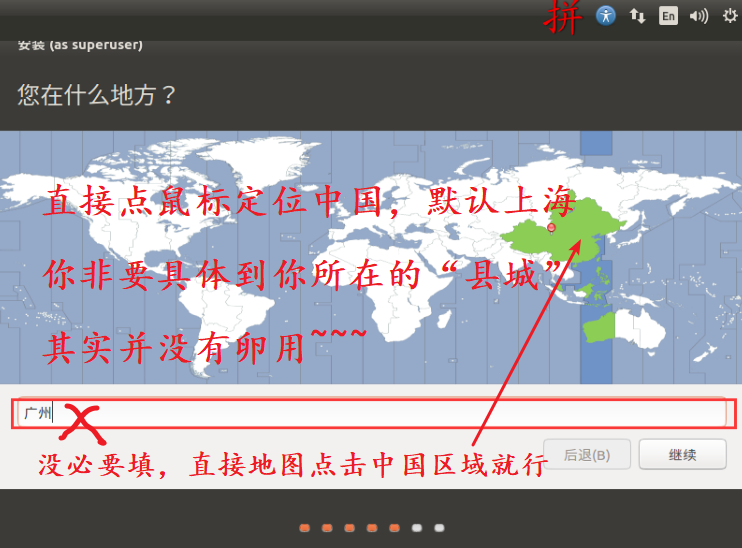 拼
En
安装 (as superuser)
您在什么地方？
直接点鼠标定位中国，默认上海
你非要具体到你所在的“县城”
其实并没有卵用~~~
广州
没必要填，直接地图点击中国区域就行
后退(B)
继续